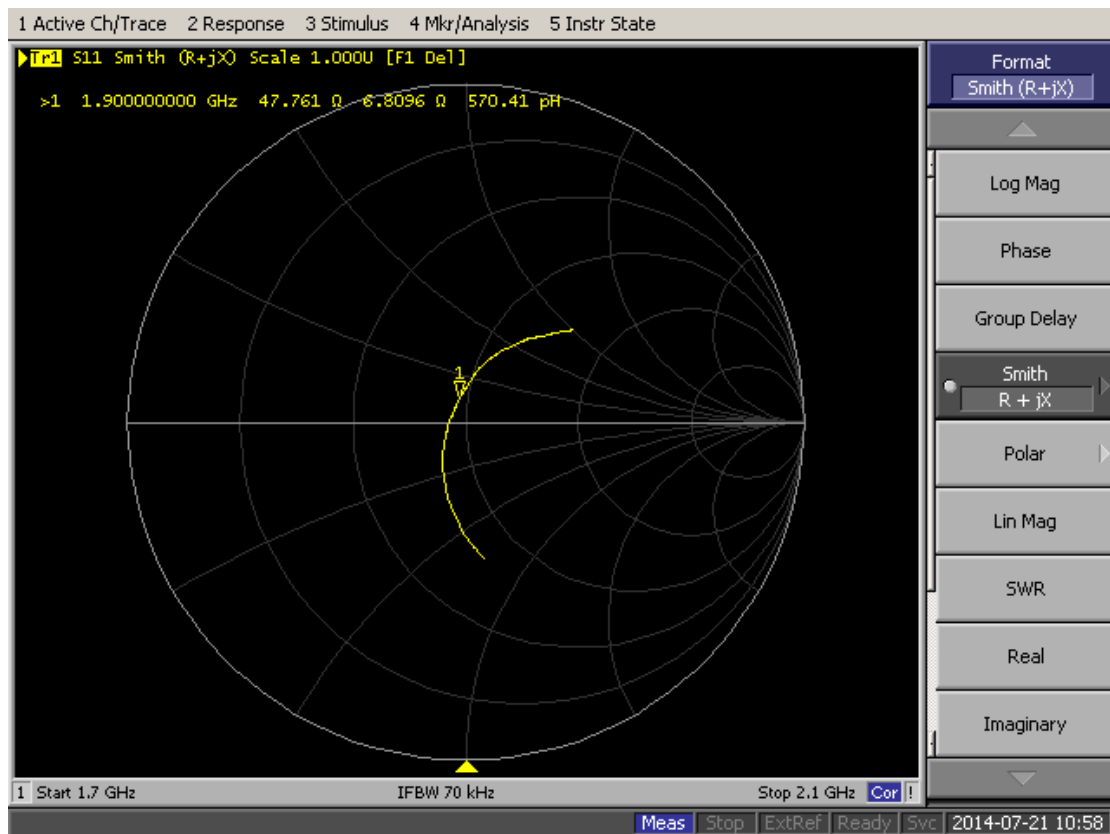 1 Active Ch/Trace 2 Response 3 Stimulus 4 Mkr/Analysis 5 Instr State
Tr1 S11 Smith (R+jX) Scale 1.000U [F1 Del]
>1 1.900000000 GHz 47.761 Ω 6.8096 Ω 570.41 pH
1
Format
Smith (R+jX)
Log Mag
Phase
Group Delay
Smith
R + jX
Polar
Lin Mag
SWR
Real
Imaginary
1 Start 1.7 GHz IFBW 70 kHz Stop 2.1 GHz Cor !
Meas Stop ExtRef Ready Svc 2014-07-21 10:58